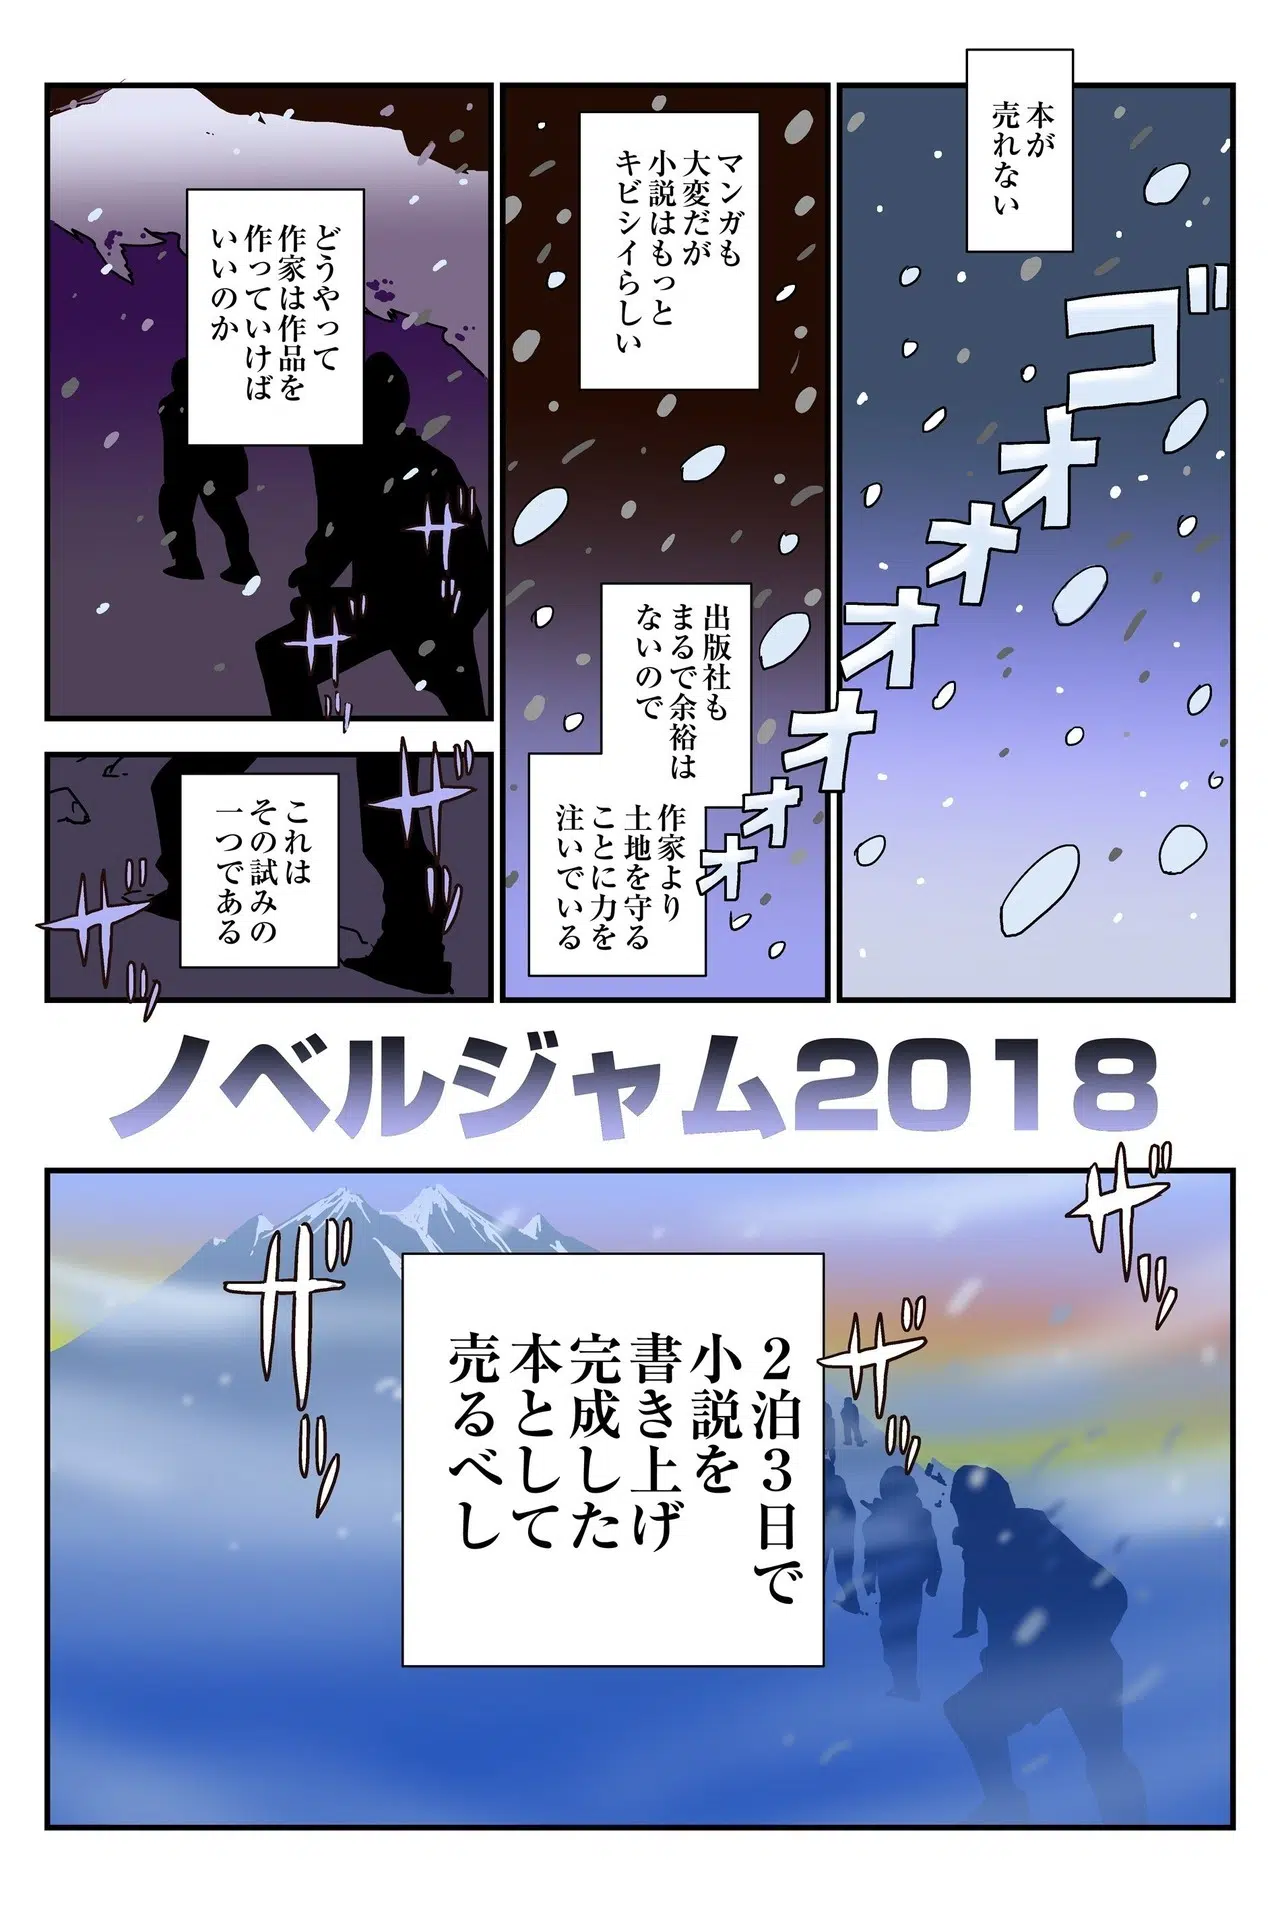 本が
売れない
ゴオオオオオオ
マンガも
大変だが
小説はもっと
キビシイらしい
出版社も
まるで余裕は
ないので
作家より
土地を守る
ことに力を
注いでいる
どうやって
作家は作品を
作っていけば
いいのか
ザッ
ザッ
これは
その試みの
一つである
ザッ
ザッ
ノベルジャム2018
ザッ
ザッ
ザッ
2泊3日で
小説を
書き上げ
完成した
本として
売るべし